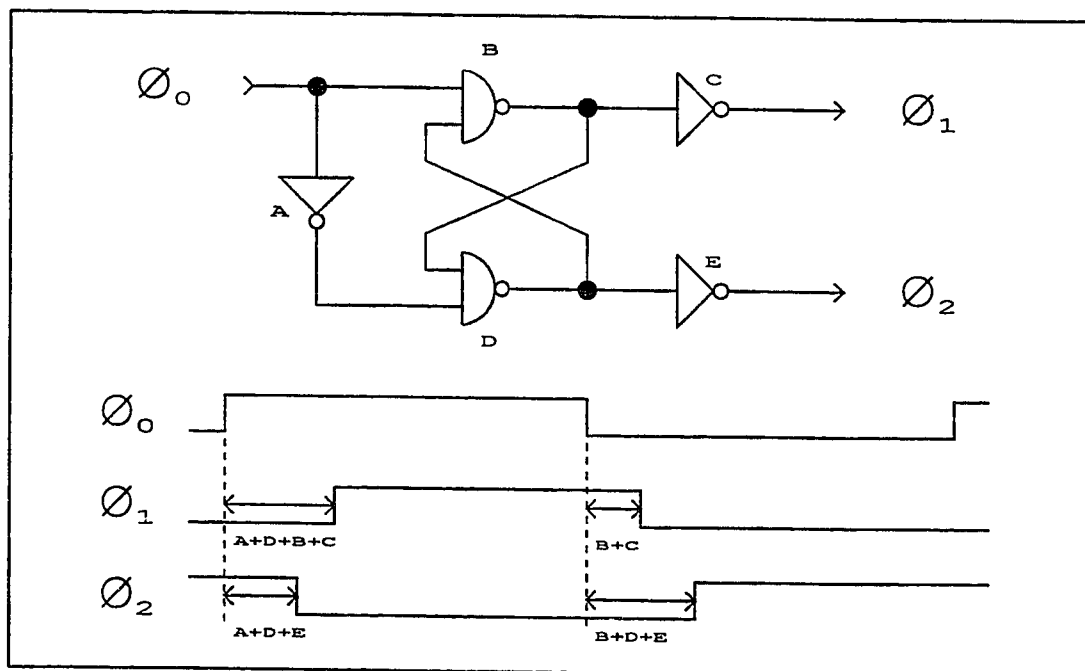 B
C
Ø₀
Ø₁
A
E
Ø₂
D
Ø₀
Ø₁
A+D+B+C
B+C
Ø₂
A+D+E
B+D+E